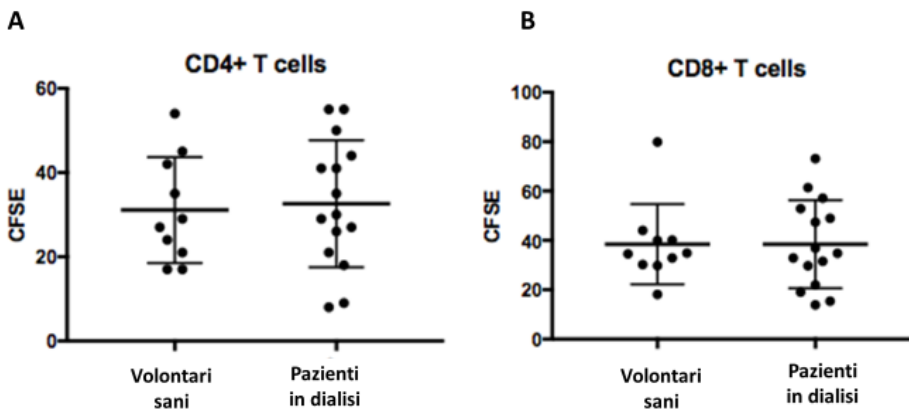 A
CD4+ T cells
60
40
20
0
CFSE
Volontari
sani
Pazienti
in dialisi
B
CD8+ T cells
100
80
60
40
20
0
CFSE
Volontari
sani
Pazienti
in dialisi